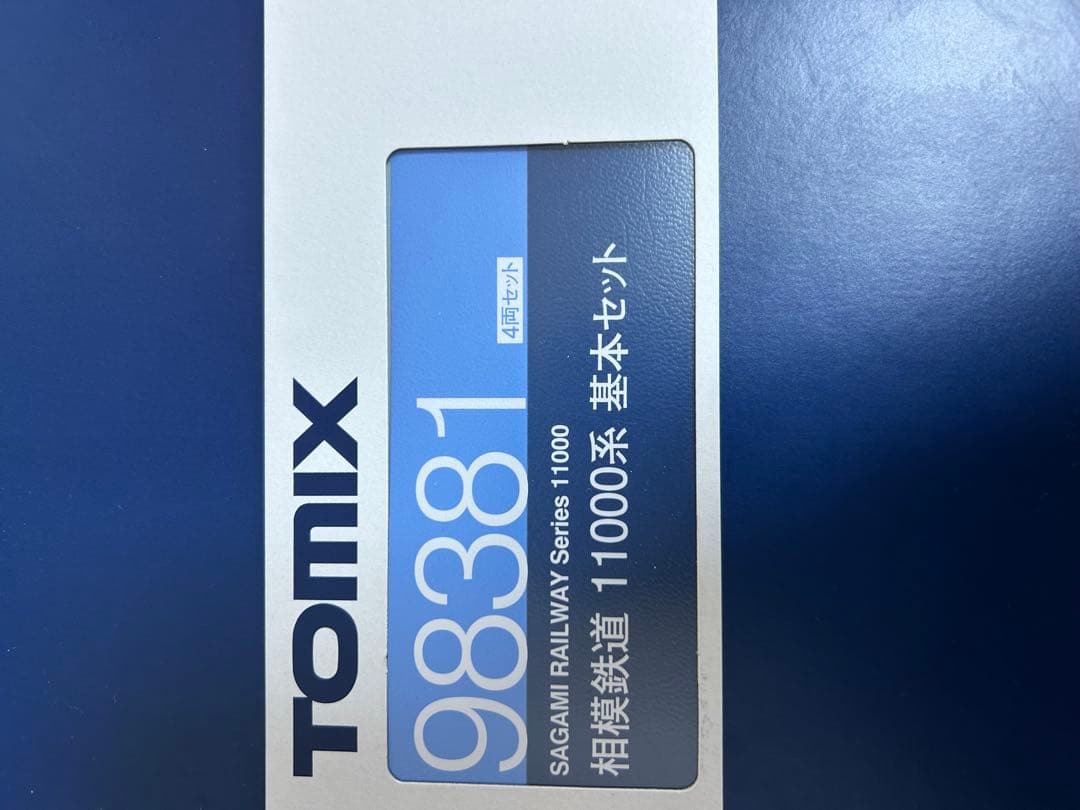 TOMIX
98381
4両セット
SAGAMI RAILWAY Series 11000
相模鉄道 11000系 基本セット